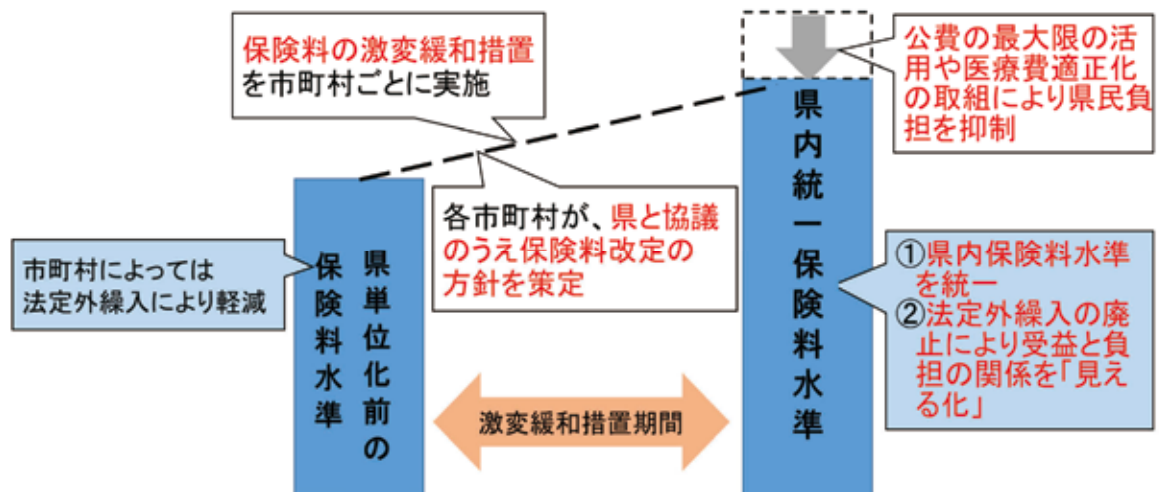 保険料の激変緩和措置
を市町村ごとに実施
公費の最大限の活
用や医療費適正化
の取組により県民負
担を抑制
各市町村が、県と協議
のうえ保険料改定の
方針を策定
市町村によっては
法定外繰入により軽減
県単位化前の
保険料水準
激変緩和措置期間
県内統一保険料水準
①県内保険料水準
を統一
②法定外繰入の廃
止により受益と負
担の関係を「見え
る化」